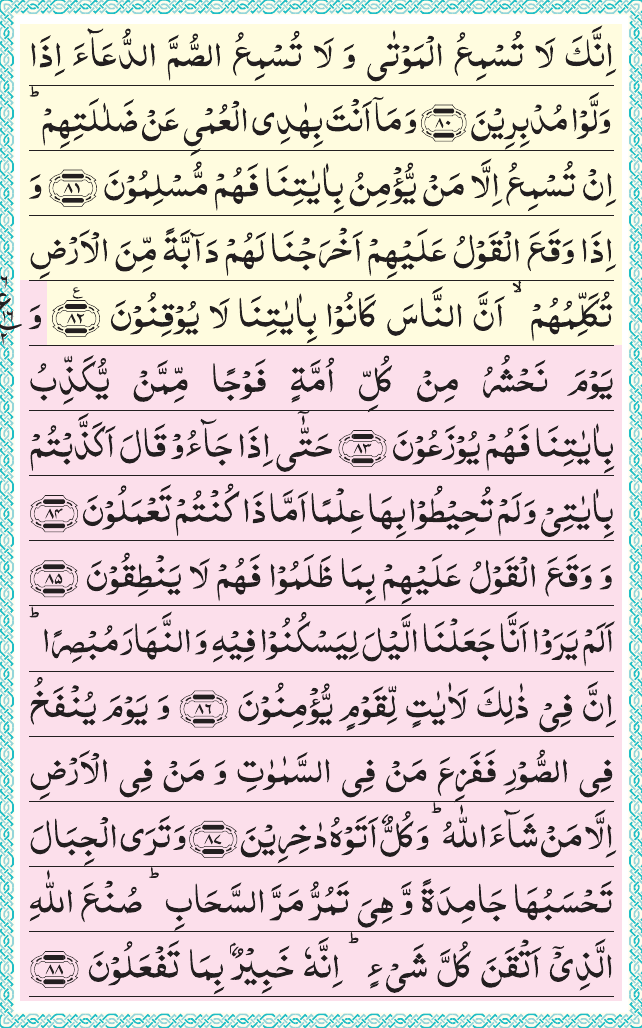 اِنَّكَ لَا تُسْمِعُ الْمَوْتٰى وَ لَا تُسْمِعُ الصُّمَّ الدُّعَآءَ اِذَا
وَلَّوْا مُدْبِرِيْنَ ﴿۸۰﴾ وَ مَاۤ اَنْتَ بِهٰدِى الْعُمْىِ عَنْ ضَلٰلَتِهِمْ ؕ
اِنْ تُسْمِعُ اِلَّا مَنْ يُّؤْمِنُ بِاٰيٰتِنَا فَهُمْ مُّسْلِمُوْنَ ﴿۸۱﴾ وَ
اِذَا وَقَعَ الْقَوْلُ عَلَيْهِمْ اَخْرَجْنَا لَهُمْ دَآبَّةً مِّنَ الْاَرْضِ
تُكَلِّمُهُمْ ۙ اَنَّ النَّاسَ كَانُوْا بِاٰيٰتِنَا لَا يُوْقِنُوْنَ ﴿۸۲﴾ وَ
يَوْمَ نَحْشُرُ مِنْ كُلِّ اُمَّةٍ فَوْجًا مِّمَّنْ يُّكَذِّبُ
بِاٰيٰتِنَا فَهُمْ يُوْزَعُوْنَ ﴿۸۳﴾ حَتّٰۤى اِذَا جَآءُوْ قَالَ اَكَذَّبْتُمْ
بِاٰيٰتِىْ وَلَمْ تُحِيْطُوْا بِهَا عِلْمًا اَمَّا ذَا كُنْتُمْ تَعْمَلُوْنَ ﴿۸۴﴾
وَ وَقَعَ الْقَوْلُ عَلَيْهِمْ بِمَا ظَلَمُوْا فَهُمْ لَا يَنْطِقُوْنَ ﴿۸۵﴾
اَلَمْ يَرَوْا اَنَّا جَعَلْنَا الَّيْلَ لِيَسْكُنُوْا فِيْهِ وَ النَّهَارَ مُبْصِرًا ؕ
اِنَّ فِىْ ذٰلِكَ لَاٰيٰتٍ لِّقَوْمٍ يُّؤْمِنُوْنَ ﴿۸۶﴾ وَ يَوْمَ يُنْفَخُ
فِى الصُّوْرِ فَفَزِعَ مَنْ فِى السَّمٰوٰتِ وَ مَنْ فِى الْاَرْضِ
اِلَّا مَنْ شَآءَ اللّٰهُ ؕ وَكُلٌّ اَتَوْهُ دٰخِرِيْنَ ﴿۸۷﴾ وَ تَرَى الْجِبَالَ
تَحْسَبُهَا جَامِدَةً وَّ هِىَ تَمُرُّ مَرَّ السَّحَابِ ؕ صُنْعَ اللّٰهِ
الَّذِىْۤ اَتْقَنَ كُلَّ شَىْءٍ ؕ اِنَّهٗ خَبِيْرٌۢ بِمَا تَفْعَلُوْنَ ﴿۸۸﴾